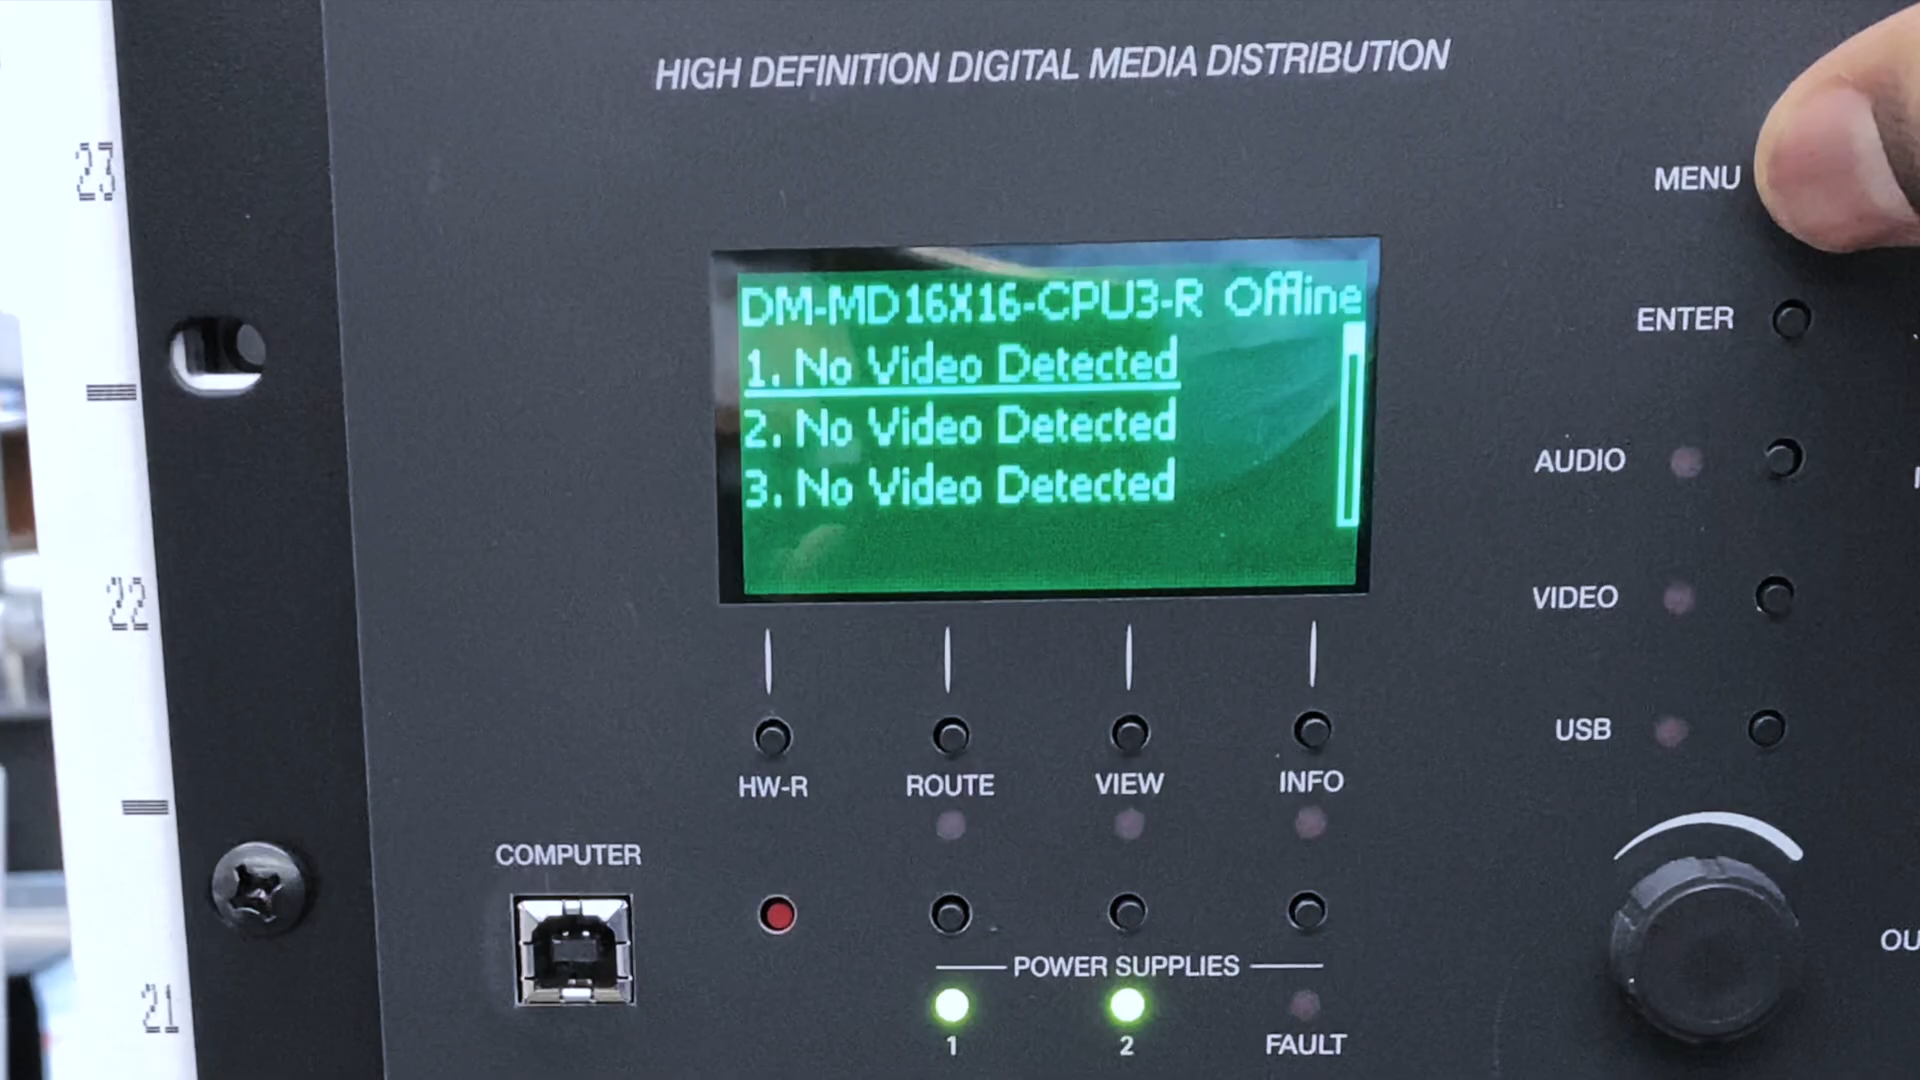 HIGH DEFINITION DIGITAL MEDIA DISTRIBUTION
23
MENU
DM-MD16X16-CPU3-R Offline
1. No Video Detected
2. No Video Detected
3. No Video Detected
ENTER
AUDIO
VIDEO
22
USB
HW-R
ROUTE
VIEW
INFO
COMPUTER
POWER SUPPLIES
21
1
2
FAULT